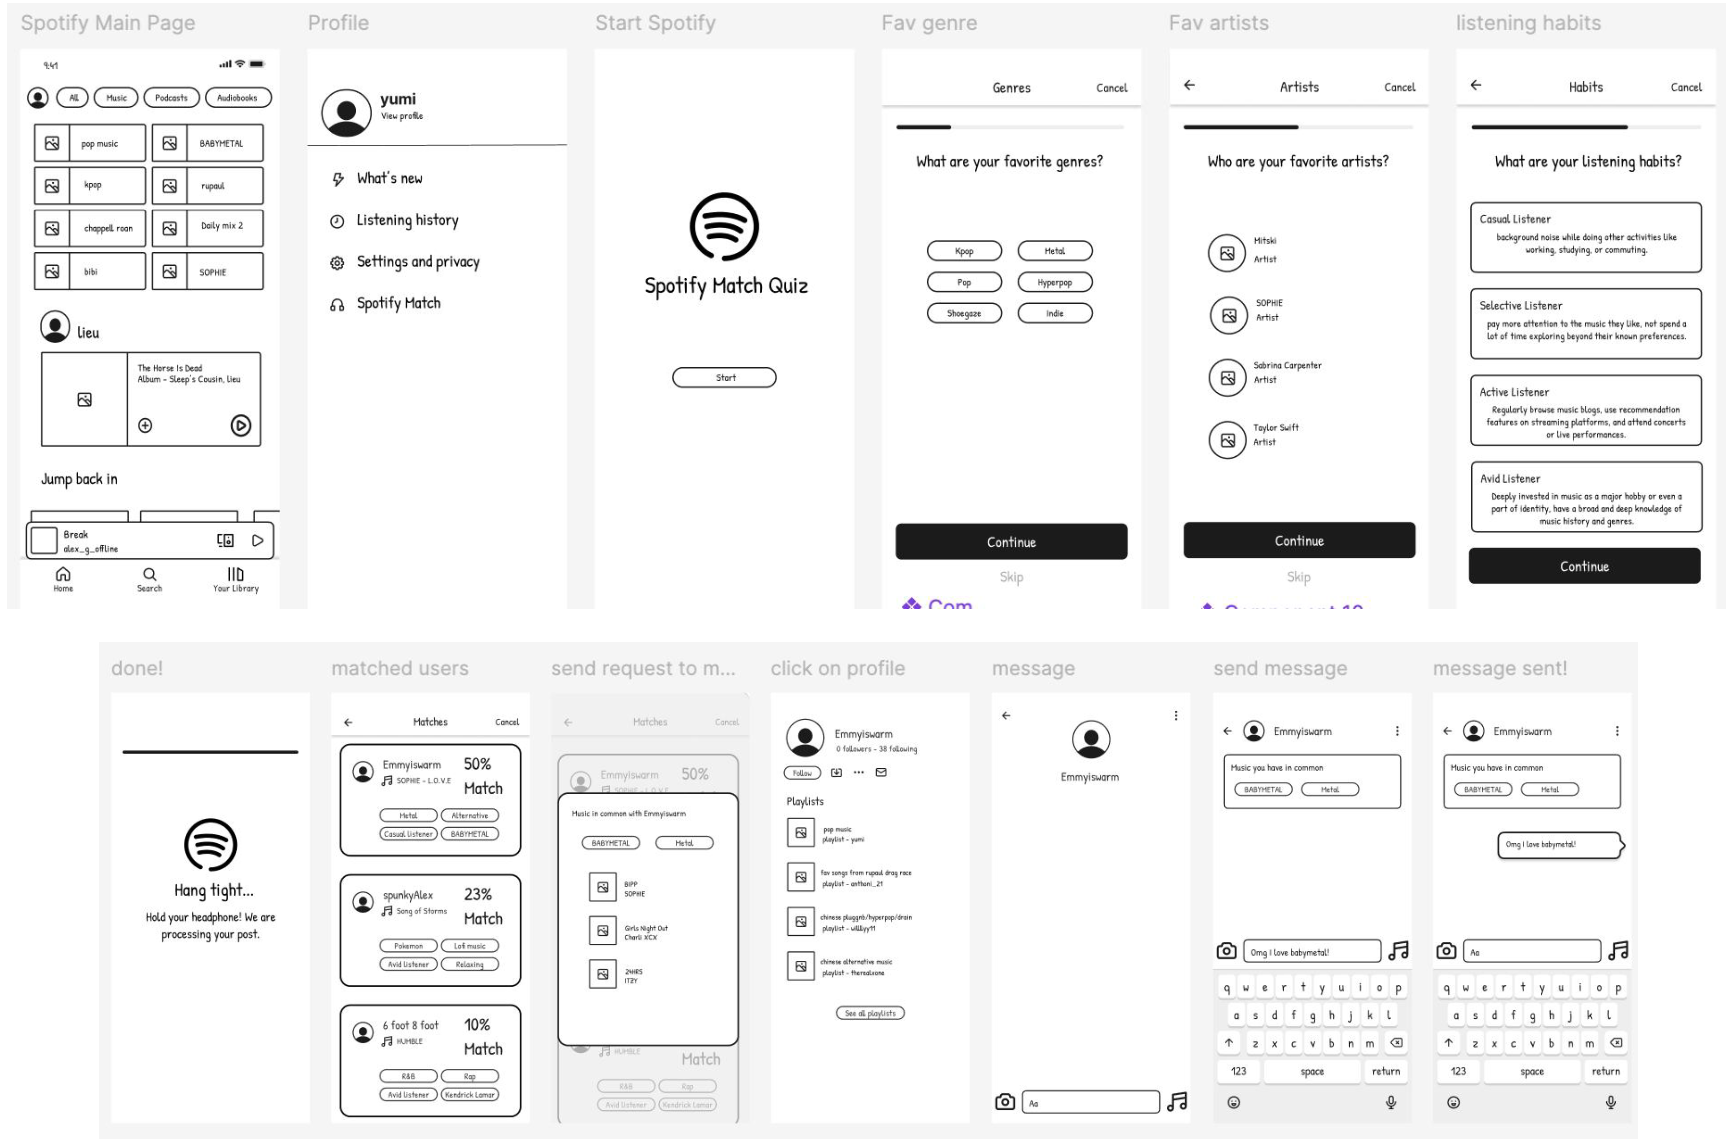 Spotify Main Page
9:41
All
Music
Podcasts
Audiobooks
pop music
BABYMETAL
kpop
rupaul
chappell roan
Daily mix 2
bibi
SOPHIE
lieu
The Horse Is Dead
Album - Sleep's Cousin, lieu
Jump back in
Break
alex_g_offline
Home
Search
Your Library
Profile
yumi
View profile
What's new
Listening history
Settings and privacy
Spotify Match
Start Spotify
Spotify Match Quiz
Start
Fav genre
Genres
Cancel
What are your favorite genres?
Kpop
Metal
Pop
Hyperpop
Shoegaze
Indie
Continue
Skip
Fav artists
Artists
Cancel
Who are your favorite artists?
Mitski
Artist
SOPHIE
Artist
Sabrina Carpenter
Artist
Taylor Swift
Artist
Continue
Skip
listening habits
Habits
Cancel
What are your listening habits?
Casual Listener
background noise while doing other activities like
working, studying, or commuting.
Selective Listener
pay more attention to the music they like, not spend a
lot of time exploring beyond their known preferences.
Active Listener
Regularly browse music blogs, use recommendation
features on streaming platforms, and attend concerts
or live performances.
Avid Listener
Deeply invested in music as a major hobby or even a
part of identity, have a broad and deep knowledge of
music history and genres.
Continue
done!
Hang tight...
Hold your headphone! We are
processing your post.
matched users
Matches
Cancel
Emmyiswarm
50%
SOPHIE - L.O.V.E
Match
Metal
Alternative
Casual listener
BABYMETAL
spunkyAlex
23%
Song of Storms
Match
Pokemon
Lofi music
Avid listener
Relaxing
6 foot 8 foot
10%
HUMBLE
Match
R&B
Rap
Avid listener
Kendrick Lamar
send request to m...
Matches
Cancel
Emmyiswarm
50%
SOPHIE - L.O.V.E
Music in common with Emmyiswarm
BABYMETAL
Metal
BIPP
SOPHIE
Girls Night Out
Charli XCX
24HRS
ITZY
HUMBLE
Match
R&B
Rap
Avid listener
Kendrick Lamar
click on profile
Emmyiswarm
0 followers - 38 following
Follow
Playlists
pop music
playlist - yumi
fav songs from rupaul drag race
playlist - anthoni_21
chinese pluggnb/hyperpop/drain
chinese alternative music
playlist - therealxone
See all playlists
message
Emmyiswarm
Aa
send message
Emmyiswarm
Music you have in common
BABYMETAL
Metal
Omg I love babymetal!
q w e r t y u i o p
a s d f g h j k l
z x c v b n m
123
space
return
message sent!
Emmyiswarm
Music you have in common
BABYMETAL
Metal
Omg I love babymetal!
Aa
q w e r t y u i o p
a s d f g h j k l
z x c v b n m
123
space
return